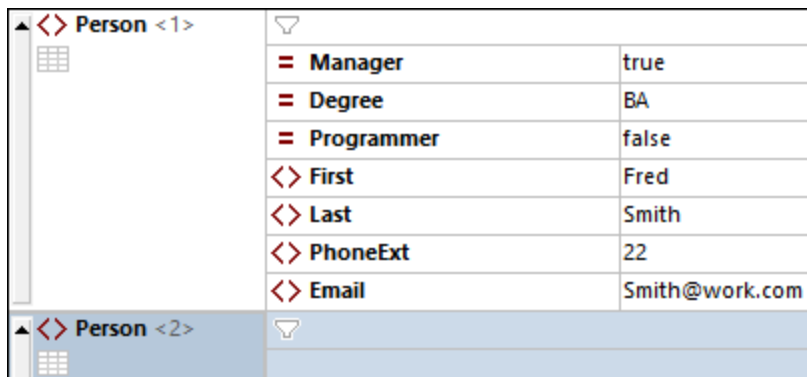 Person <1>
= Manager true
= Degree BA
= Programmer false
<> First Fred
<> Last Smith
<> PhoneExt 22
<> Email Smith@work.com
Person <2>